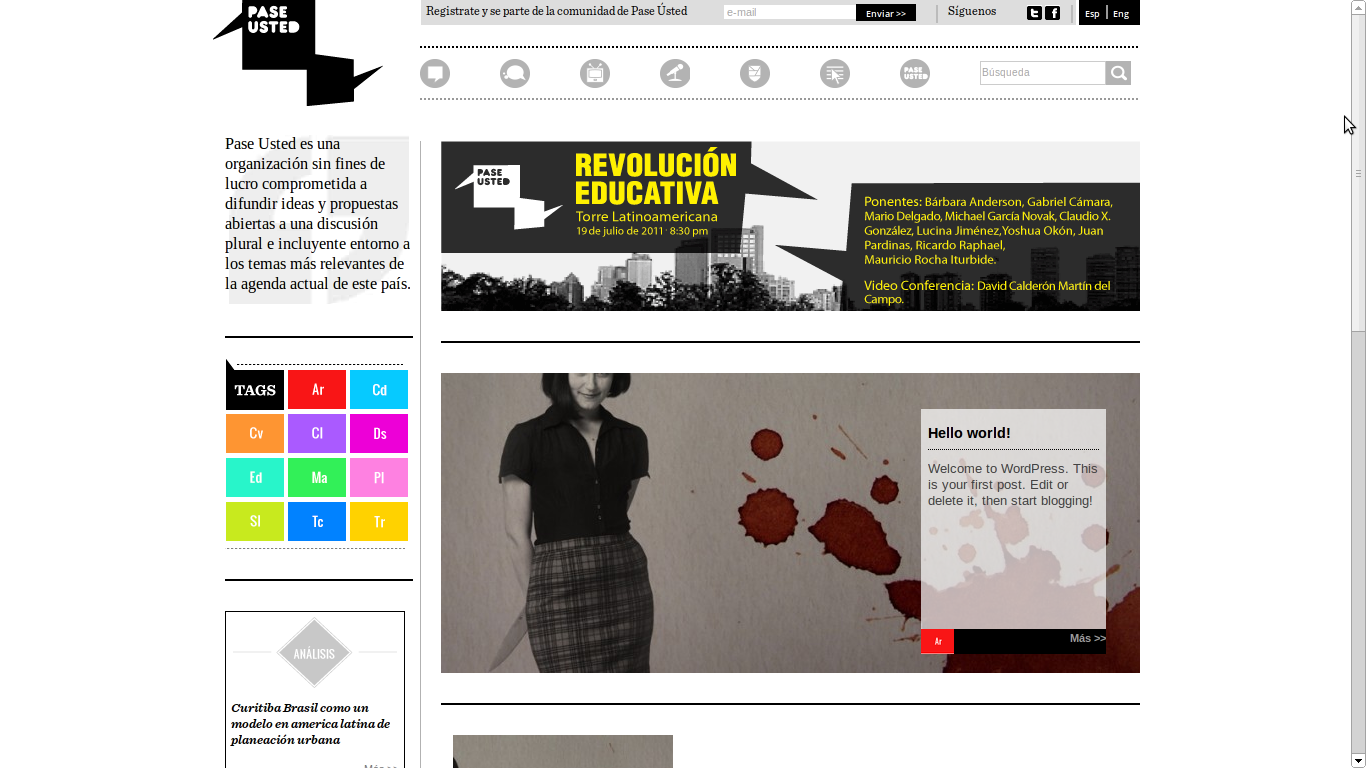 PASE
USTED
Registrate y se parte de la comunidad de Pase Ústed
e-mail
Enviar >>
Síguenos
Esp | Eng
PASE
USTED
Búsqueda
Pase Usted es una
organización sin fines de
lucro comprometida a
difundir ideas y propuestas
abiertas a una discusión
plural e incluyente entorno a
los temas más relevantes de
la agenda actual de este país.
PASE
USTED
REVOLUCIÓN
EDUCATIVA
Torre Latinoamericana
19 de julio de 2011 · 8:30 pm
Ponentes: Bárbara Anderson, Gabriel Cámara,
Mario Delgado, Michael García Novak, Claudio X.
González, Lucina Jiménez,Yoshua Okón, Juan
Pardinas, Ricardo Raphael,
Mauricio Rocha Iturbide.
Video Conferencia: David Calderón Martín del
Campo.
TAGS
Ar
Cd
Cv
Cl
Ds
Ed
Ma
Pl
Sl
Tc
Tr
Hello world!
Welcome to WordPress. This
is your first post. Edit or
delete it, then start blogging!
Ar
Más >>
ANÁLISIS
Curitiba Brasil como un
modelo en america latina de
planeación urbana
Más >>